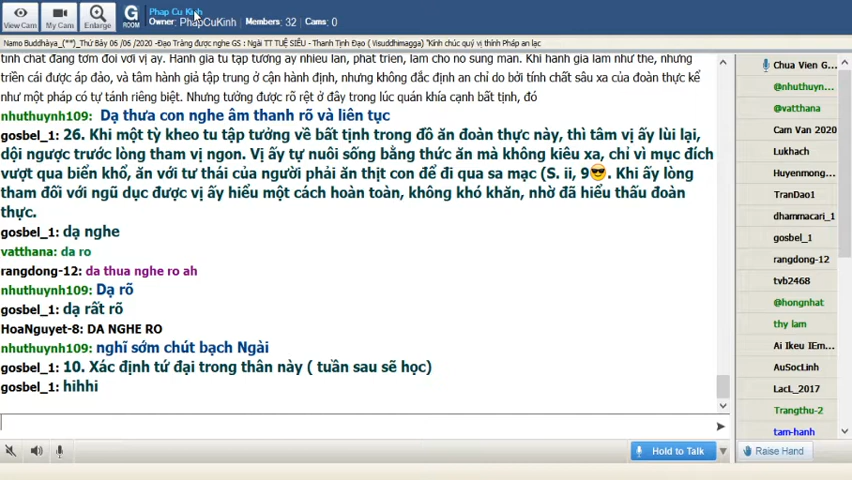 Phap Cu Kinh
Owner: PhapCuKinh Members: 32 Cams: 0
View Cam My Cam Enlarge G ROOM
Namo Buddhàya_(**)_Thứ Bảy 06 /06 /2020 -Đạo Tràng được nghe GS : Ngài TT TUỆ SIÊU - Thanh Tịnh Đạo ( Visuddhimagga) "Kính chúc quý vị thính Pháp an lạc
tính chất đáng tởm đối với vị ấy. Hành giả tu tập tướng ấy nhiều lần, phát triển, làm cho nó sung mãn. Khi hành giả làm như thế, những
triền cái được áp đảo, và tâm hành giả tập trung ở cận hành định, nhưng không đắc định an chỉ do bởi tính chất sâu xa của đoàn thực kể
như một pháp có tự tánh riêng biệt. Nhưng tướng được rõ rệt ở đây trong lúc quán khía cạnh bất tịnh, đó
nhuthuynh109: Dạ thưa con nghe âm thanh rõ và liên tục
gosbel_1: 26. Khi một tỳ kheo tu tập tưởng về bất tịnh trong đồ ăn đoàn thực này, thì tâm vị ấy lùi lại,
dội ngược trước lòng tham vị ngon. Vị ấy tự nuôi sống bằng thức ăn mà không kiêu xa, chỉ vì mục đích
vượt qua biển khổ, ăn với tư thái của người phải ăn thịt con để đi qua sa mạc (S. ii, 9😎. Khi ấy lòng
tham đối với ngũ dục được vị ấy hiểu một cách hoàn toàn, không khó khăn, nhờ đã hiểu thấu đoàn
thực.
gosbel_1: dạ nghe
vatthana: da ro
rangdong-12: da thua nghe ro ah
nhuthuynh109: Dạ rõ
gosbel_1: dạ rất rõ
HoaNguyet-8: DA NGHE RO
nhuthuynh109: nghĩ sớm chút bạch Ngài
gosbel_1: 10. Xác định tứ đại trong thân này ( tuần sau sẽ học)
gosbel_1: hihhi
Hold to Talk
Chua Vien G...
@nhuthuyn...
@vatthana
Cam Van 2020
Lukhach
Huyenmong...
TranDao1
dhammacari_1
gosbel_1
rangdong-12
tvb2468
@hongnhat
thy lam
Ai Ikeu IEm...
AuSocLinh
LacL_2017
Trangthu-2
tam-hanh
Raise Hand